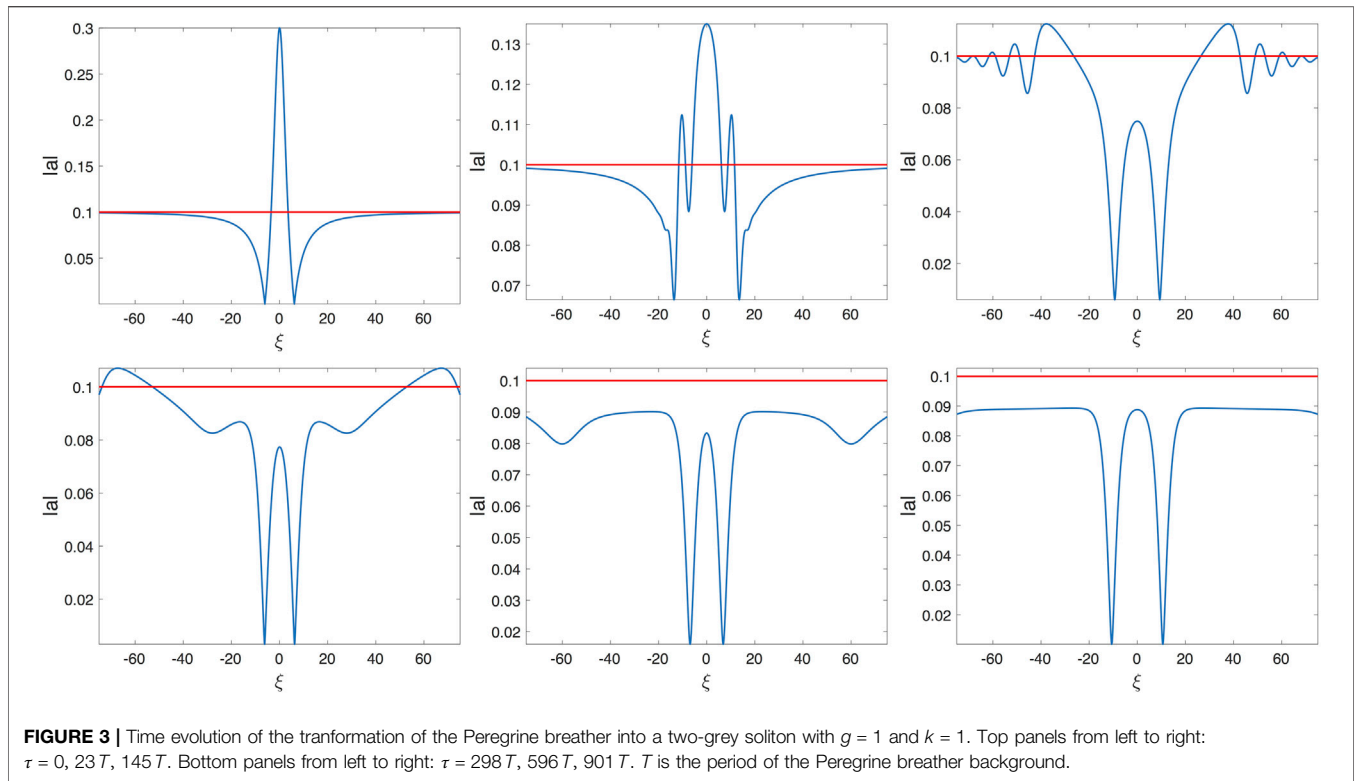 0.3
0.25
0.2
|a|
0.15
0.1
0.05
-60 -40 -20 0 20 40 60
ξ
0.13
0.12
0.11
|a|
0.1
0.09
0.08
0.07
-60 -40 -20 0 20 40 60
ξ
0.1
0.08
|a|
0.06
0.04
0.02
-60 -40 -20 0 20 40 60
ξ
0.1
0.08
|a|
0.06
0.04
0.02
-60 -40 -20 0 20 40 60
ξ
0.1
0.09
0.08
0.07
|a|
0.06
0.05
0.04
0.03
0.02
-60 -40 -20 0 20 40 60
ξ
0.1
0.09
0.08
0.07
|a|
0.06
0.05
0.04
0.03
0.02
-60 -40 -20 0 20 40 60
ξ
FIGURE 3 | Time evolution of the tranformation of the Peregrine breather into a two-grey soliton with g = 1 and k = 1. Top panels from left to right:
τ = 0, 23 T, 145 T. Bottom panels from left to right: τ = 298 T, 596 T, 901 T. T is the period of the Peregrine breather background.